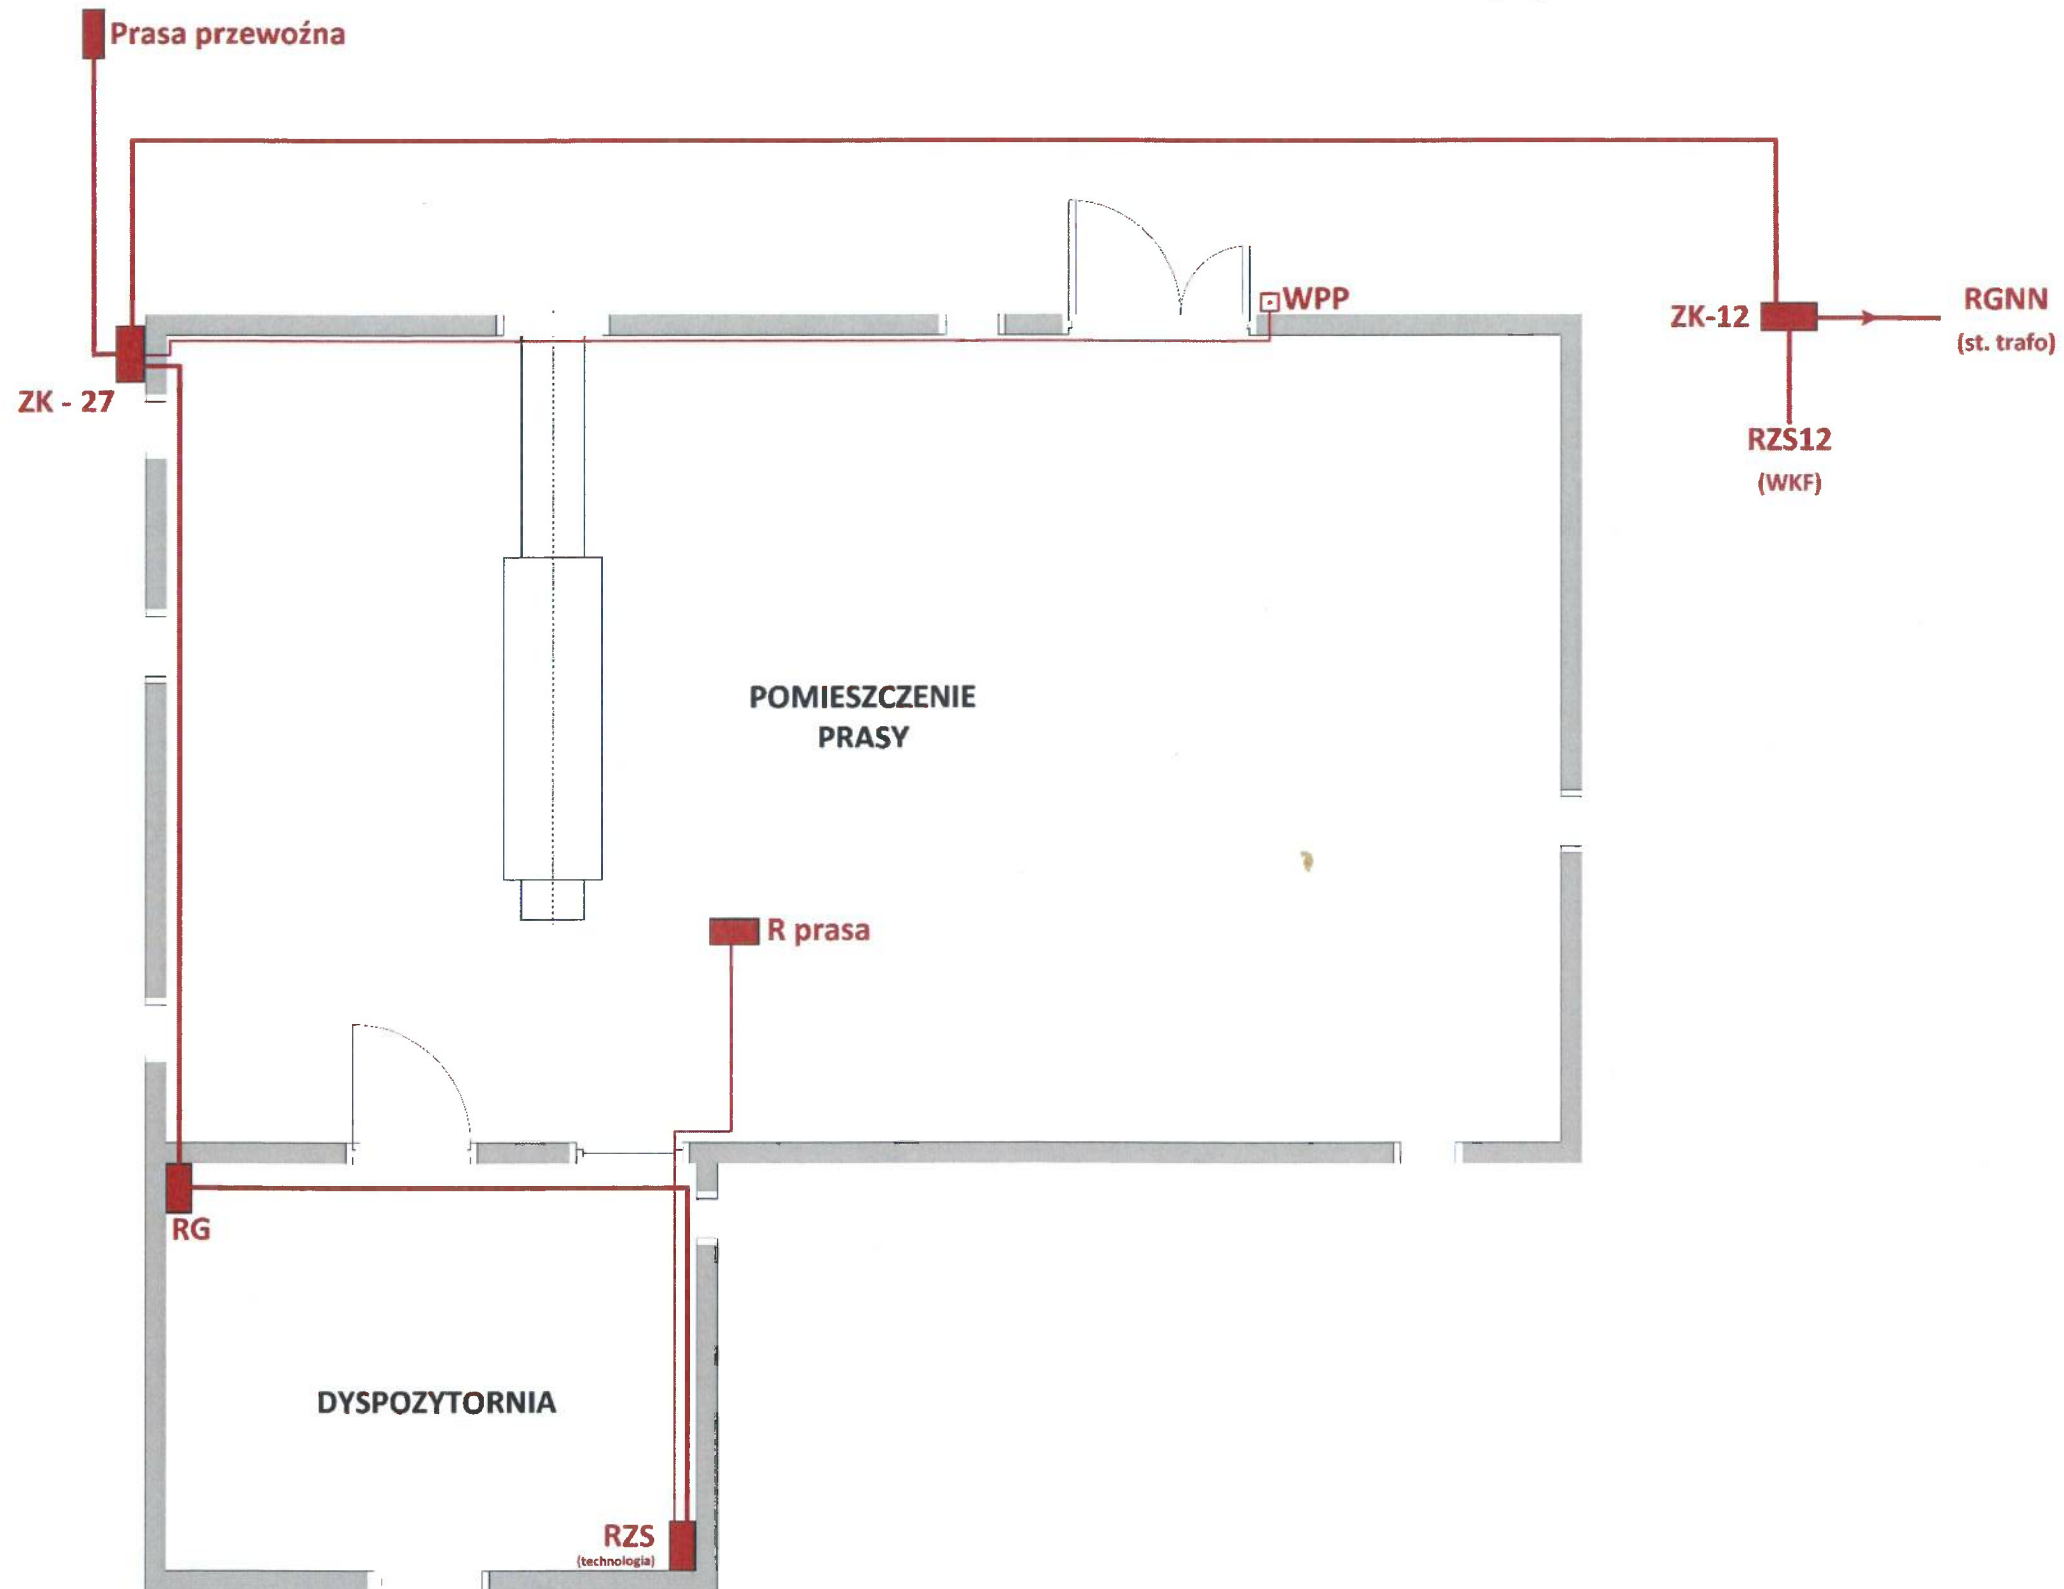 Prasa przewoźna
WPP
ZK-12
RGNN
(st. trafo)
ZK - 27
RZS12
(WKF)
POMIESZCZENIE
PRASY
R prasa
RG
DYSPOZYTORNIA
RZS
(technologia)